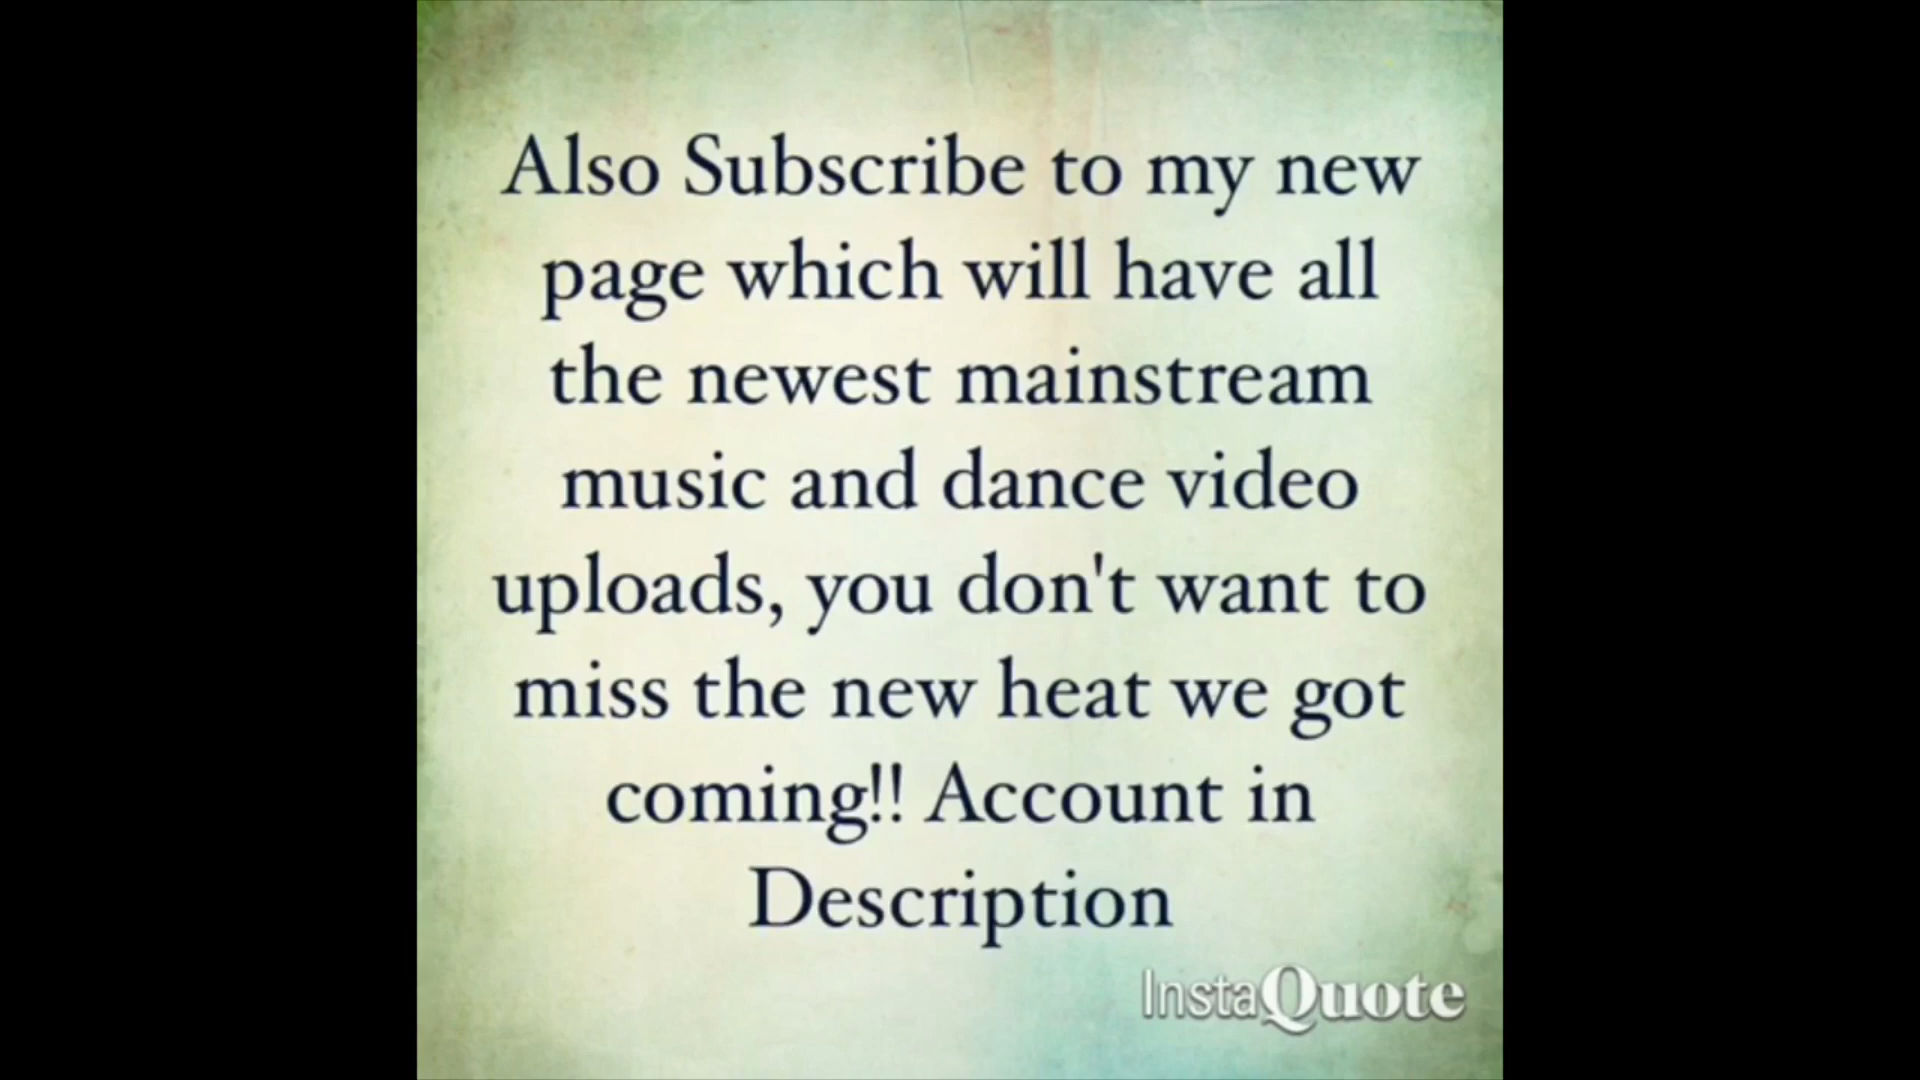 Also Subscribe to my new
page which will have all
the newest mainstream
music and dance video
uploads, you don't want to
miss the new heat we got
coming!! Account in
Description
InstaQuote